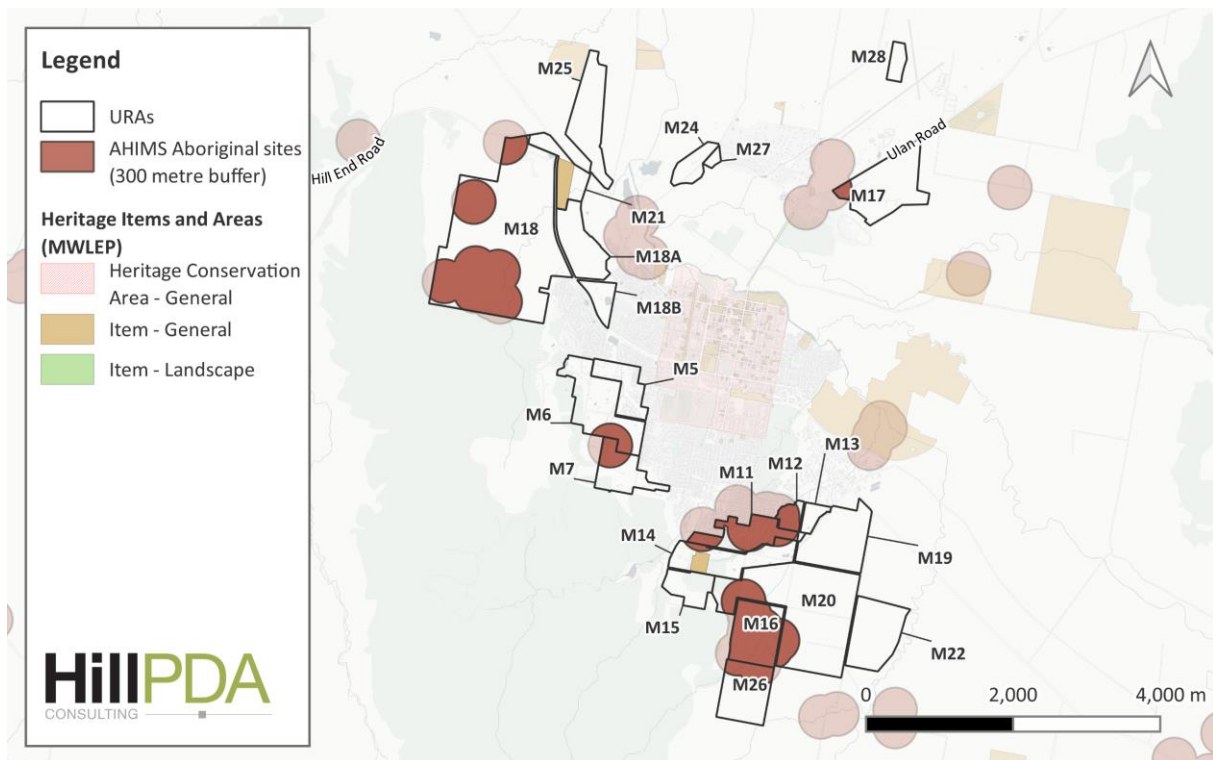 Legend
URAs
AHIMS Aboriginal sites
(300 metre buffer)
Heritage Items and Areas
(MWLEP)
Heritage Conservation
Area - General
Item - General
Item - Landscape
HillPDA
CONSULTING
M25
M28
M24
M27
Ulan Road
Hill End Road
M17
M21
M18
M18A
M18B
M5
M6
M7
M13
M12
M11
M14
M19
M20
M16
M15
M22
M26
0 2,000 4,000 m